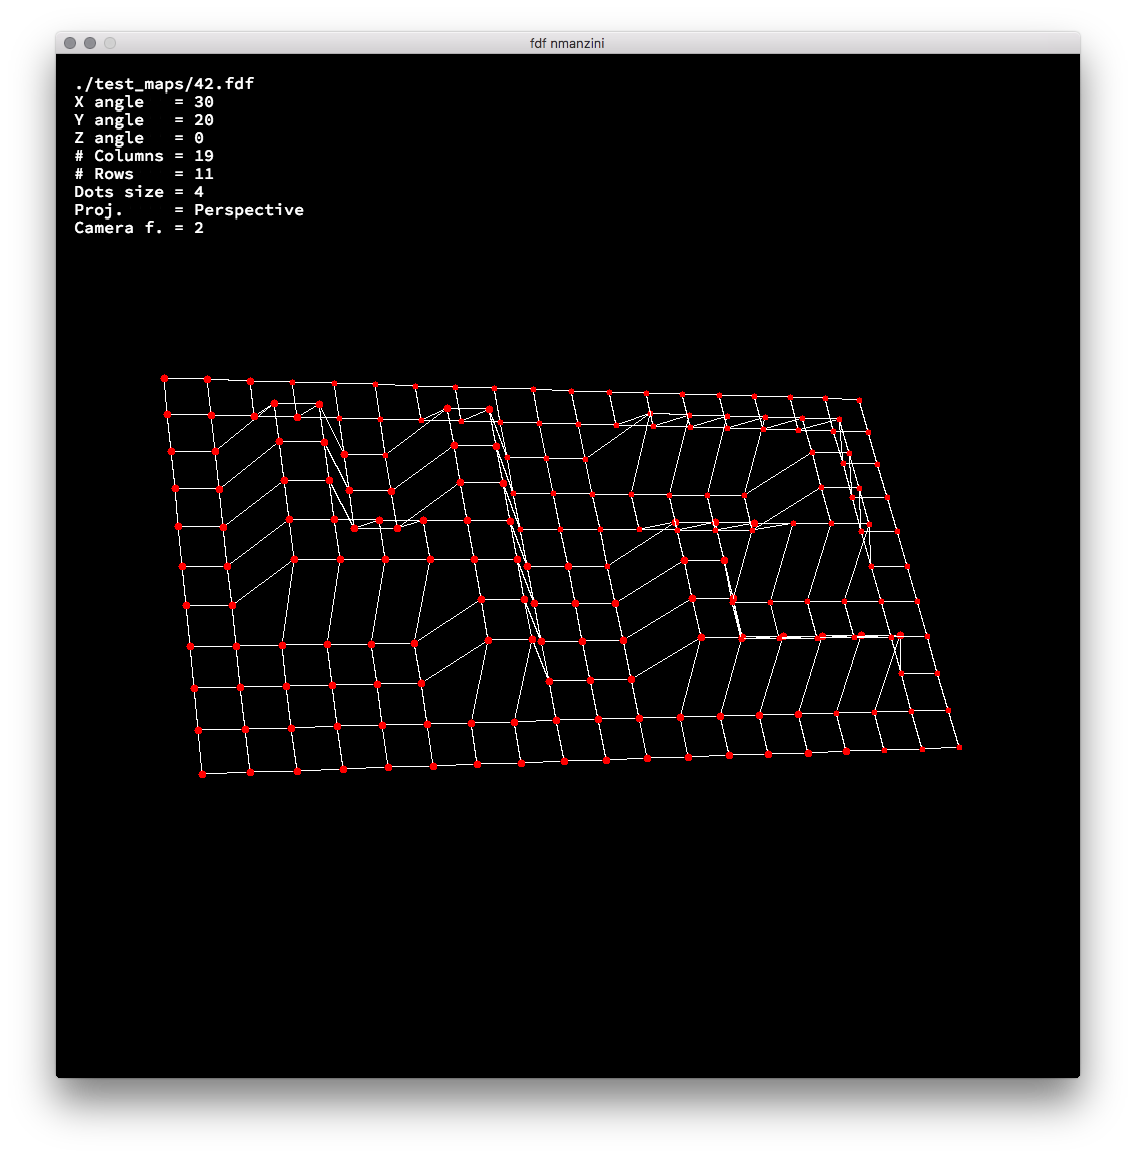 fdf nmanzini
./test_maps/42.fdf
X angle = 30
Y angle = 20
Z angle = 0
# Columns = 19
# Rows = 11
Dots size = 4
Proj. = Perspective
Camera f. = 2